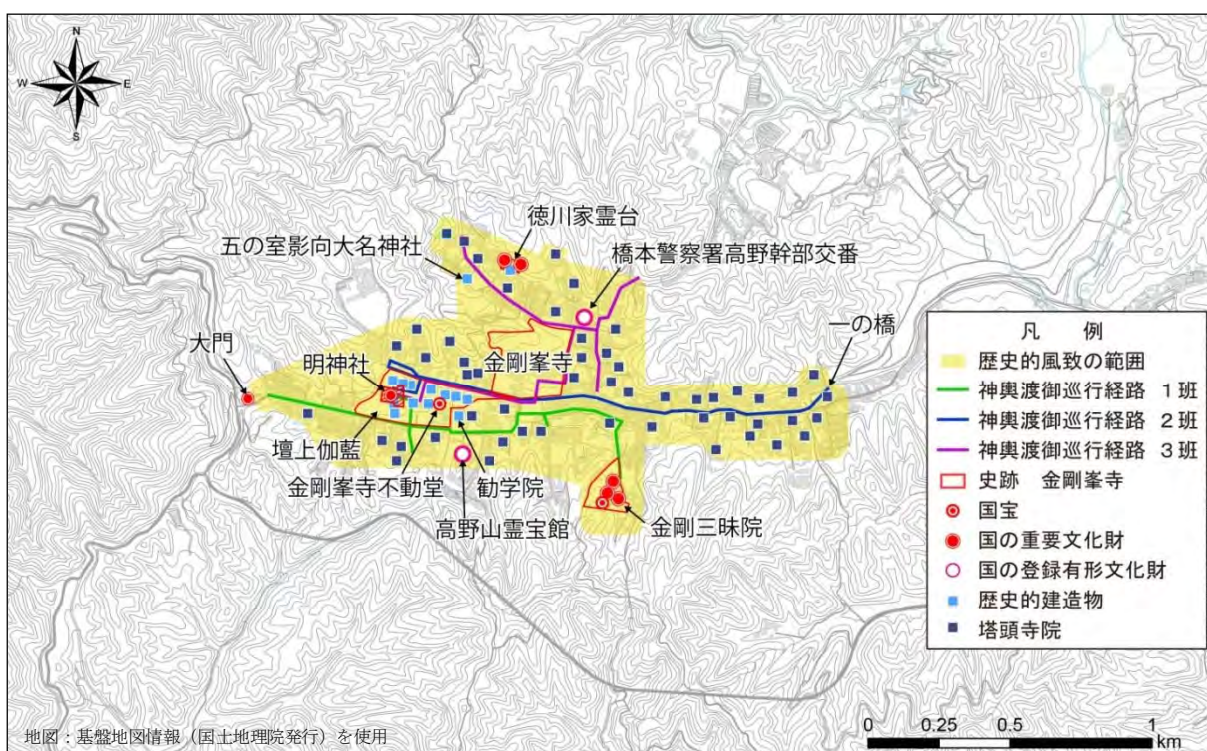 N
W
E
S
徳川家霊台
五の室影向大名神社
橋本警察署高野幹部交番
一の橋
大門
明神社
金剛峯寺
壇上伽藍
金剛峯寺不動堂
勧学院
高野山霊宝館
金剛三昧院
凡 例
歴史的風致の範囲
神輿渡御巡行経路 1班
神輿渡御巡行経路 2班
神輿渡御巡行経路 3班
史跡 金剛峯寺
国宝
国の重要文化財
国の登録有形文化財
歴史的建造物
塔頭寺院
地図：基盤地図情報（国土地理院発行）を使用
0 0.25 0.5 1
km